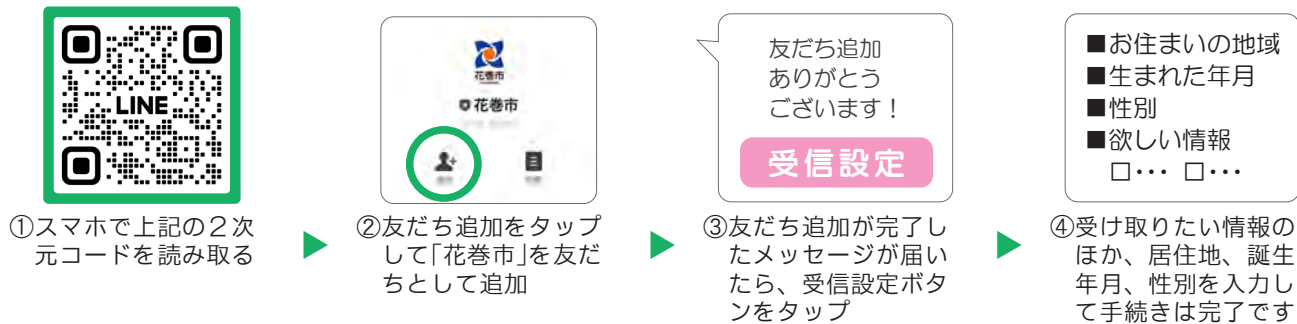 LINE
①スマホで上記の２次
元コードを読み取る
花巻市
花巻市
②友だち追加をタップ
して「花巻市」を友だ
ちとして追加
友だち追加
ありがとう
ございます！
受信設定
③友だち追加が完了し
たメッセージが届い
たら、受信設定ボタ
ンをタップ
■お住まいの地域
■生まれた年月
■性別
■欲しい情報
□･･･ □･･･
④受け取りたい情報の
ほか、居住地、誕生
年月、性別を入力し
て手続きは完了です